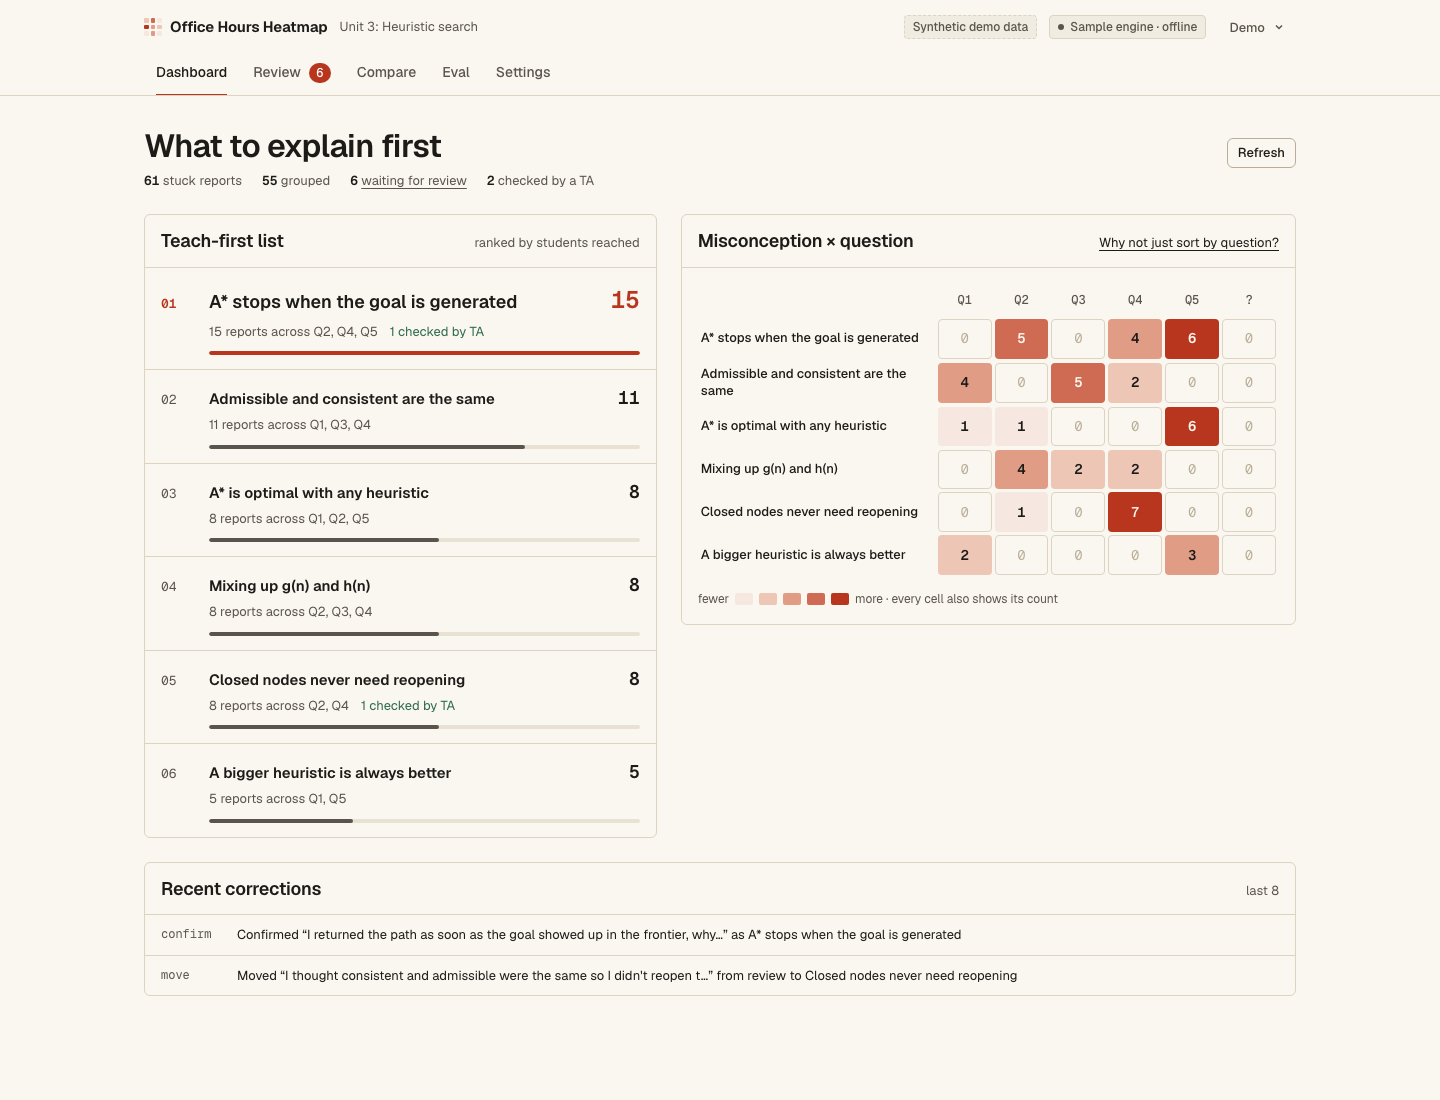 Office Hours Heatmap Unit 3: Heuristic search Synthetic demo data Sample engine · offline Demo
Dashboard Review 6 Compare Eval Settings
What to explain first
Refresh
61 stuck reports 55 grouped 6 waiting for review 2 checked by a TA
Teach-first list ranked by students reached
01 A* stops when the goal is generated 15
15 reports across Q2, Q4, Q5 1 checked by TA
02 Admissible and consistent are the same 11
11 reports across Q1, Q3, Q4
03 A* is optimal with any heuristic 8
8 reports across Q1, Q2, Q5
04 Mixing up g(n) and h(n) 8
8 reports across Q2, Q3, Q4
05 Closed nodes never need reopening 8
8 reports across Q2, Q4 1 checked by TA
06 A bigger heuristic is always better 5
5 reports across Q1, Q5
Misconception × question Why not just sort by question?
Q1 Q2 Q3 Q4 Q5 ?
A* stops when the goal is generated 0 5 0 4 6 0
Admissible and consistent are the
same 4 0 5 2 0 0
A* is optimal with any heuristic 1 1 0 0 6 0
Mixing up g(n) and h(n) 0 4 2 2 0 0
Closed nodes never need reopening 0 1 0 7 0 0
A bigger heuristic is always better 2 0 0 0 3 0
fewer more · every cell also shows its count
Recent corrections last 8
confirm Confirmed “I returned the path as soon as the goal showed up in the frontier, why…” as A* stops when the goal is generated
move Moved “I thought consistent and admissible were the same so I didn't reopen t…” from review to Closed nodes never need reopening